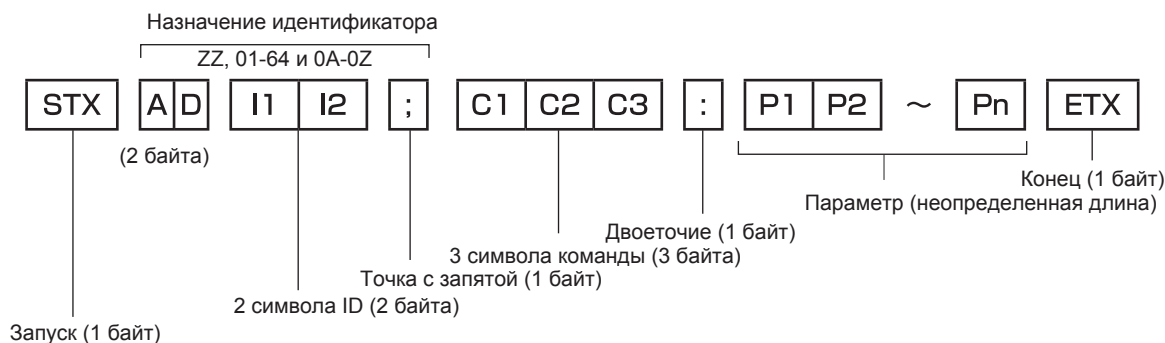 Назначение идентификатора
ZZ, 01-64 и 0A-0Z
STX A D I1 I2 ; C1 C2 C3 : P1 P2 ~ Pn ETX
(2 байта)
Конец (1 байт)
Параметр (неопределенная длина)
Двоеточие (1 байт)
3 символа команды (3 байта)
Точка с запятой (1 байт)
2 символа ID (2 байта)
Запуск (1 байт)